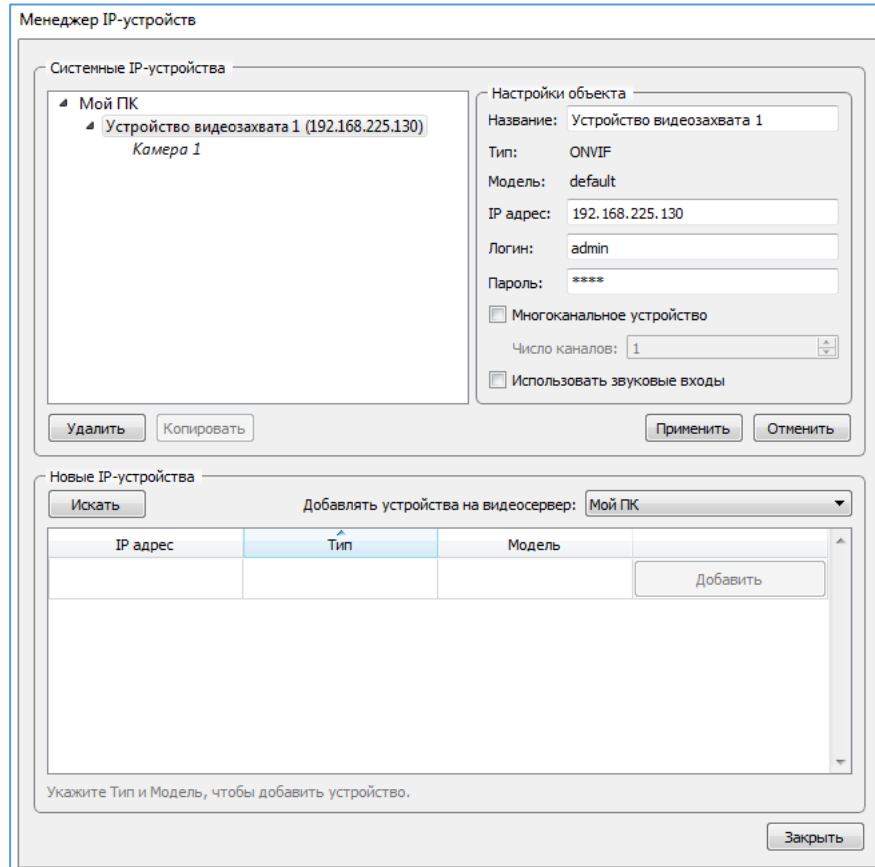 Менеджер IP-устройств
Системные IP-устройства
Мой ПК
Устройство видеозахвата 1 (192.168.225.130)
Камера 1
Настройки объекта
Название: Устройство видеозахвата 1
Тип: ONVIF
Модель: default
IP адрес: 192.168.225.130
Логин: admin
Пароль: ****
Многоканальное устройство
Число каналов: 1
Использовать звуковые входы
Удалить Копировать Применить Отменить
Новые IP-устройства
Искать Добавлять устройства на видеосервер: Мой ПК
IP адрес Тип Модель
Добавить
Укажите Тип и Модель, чтобы добавить устройство.
Закрыть